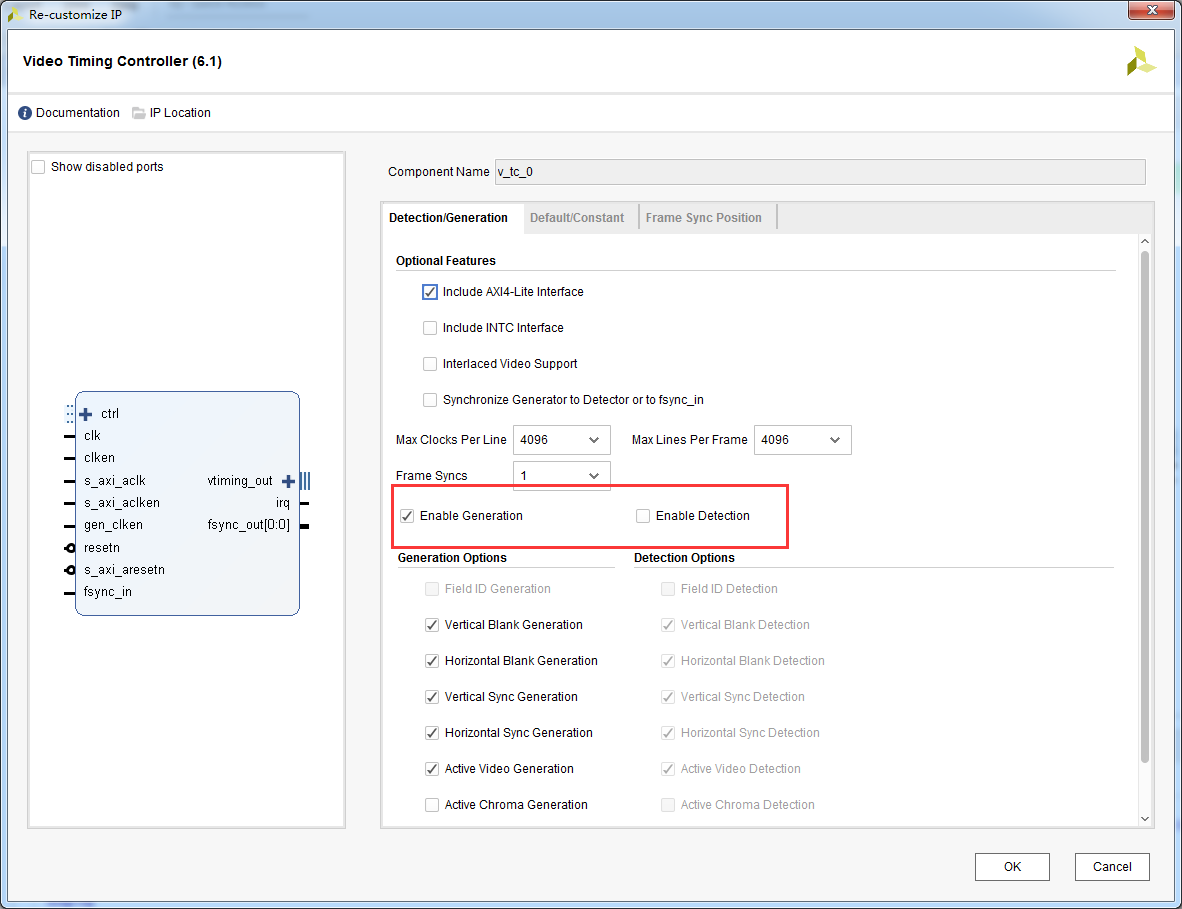 Re-customize IP
Video Timing Controller (6.1)
Documentation IP Location
Show disabled ports
ctrl
clk
clken
s_axi_aclk
s_axi_aclken
gen_clken
resetn
s_axi_aresetn
fsync_in
vtiming_out
irq
fsync_out[0:0]
Component Name v_tc_0
Detection/Generation Default/Constant Frame Sync Position
Optional Features
Include AXI4-Lite Interface
Include INTC Interface
Interlaced Video Support
Synchronize Generator to Detector or to fsync_in
Max Clocks Per Line 4096 Max Lines Per Frame 4096
Frame Syncs 1
Enable Generation Enable Detection
Generation Options Detection Options
Field ID Generation Field ID Detection
Vertical Blank Generation Vertical Blank Detection
Horizontal Blank Generation Horizontal Blank Detection
Vertical Sync Generation Vertical Sync Detection
Horizontal Sync Generation Horizontal Sync Detection
Active Video Generation Active Video Detection
Active Chroma Generation Active Chroma Detection
OK Cancel